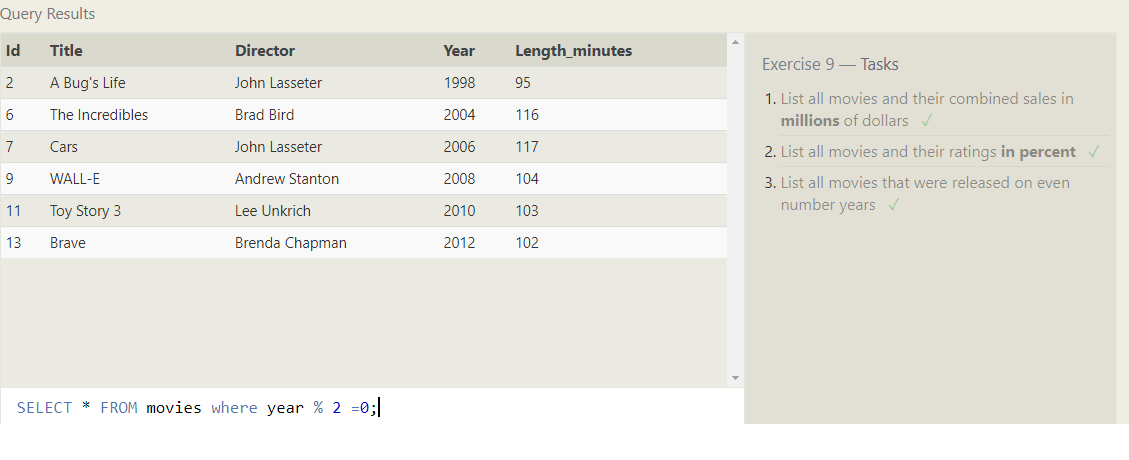 Query Results
Id Title Director Year Length_minutes
2 A Bug's Life John Lasseter 1998 95
6 The Incredibles Brad Bird 2004 116
7 Cars John Lasseter 2006 117
9 WALL-E Andrew Stanton 2008 104
11 Toy Story 3 Lee Unkrich 2010 103
13 Brave Brenda Chapman 2012 102
SELECT * FROM movies where year % 2 =0;
Exercise 9 — Tasks
1. List all movies and their combined sales in
millions of dollars ✓
2. List all movies and their ratings in percent ✓
3. List all movies that were released on even
number years ✓